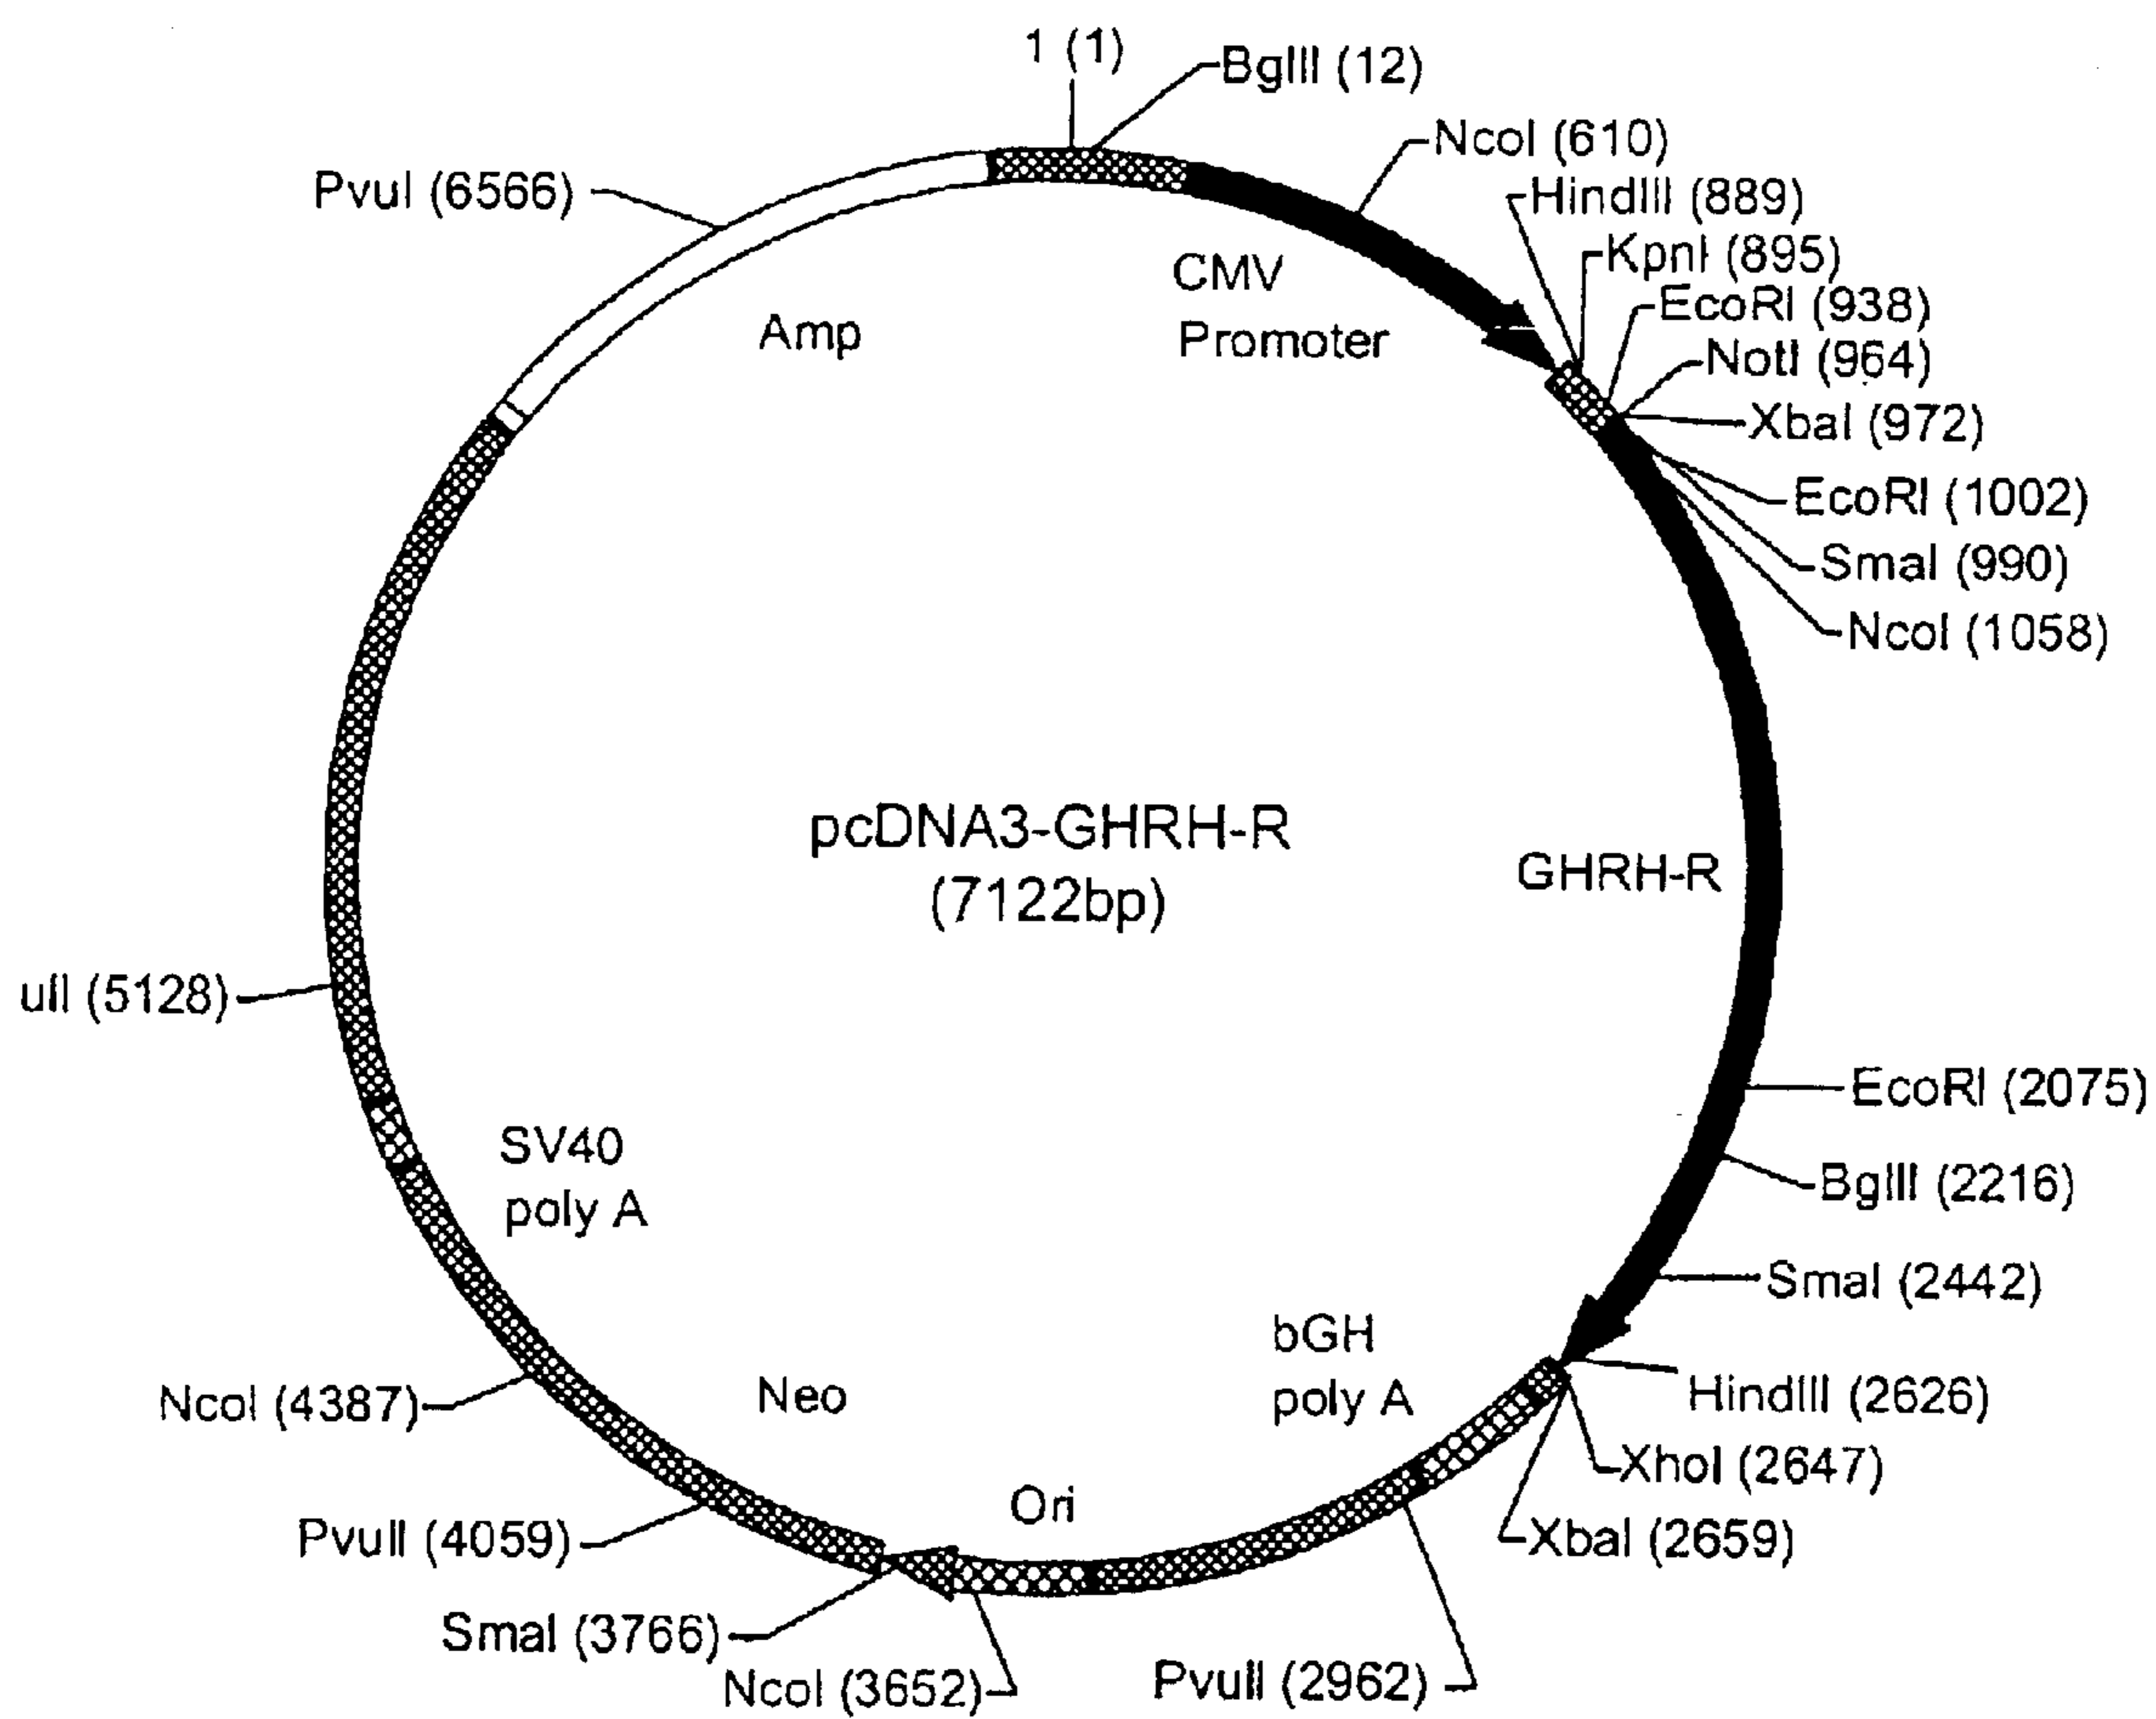 1 (1)
BglII (12)
NcoI (610)
PvuI (6566)
HindIII (889)
KpnI (895)
CMV
Promoter
EcoRI (938)
Amp
NotI (964)
XbaI (972)
EcoRI (1002)
SmaI (990)
NcoI (1058)
pcDNA3-GHRH-R
(7122bp)
GHRH-R
uII (5128)
EcoRI (2075)
SV40
poly A
BglII (2216)
SmaI (2442)
bGH
poly A
Neo
NcoI (4387)
HindIII (2626)
XhoI (2647)
Ori
PvuII (4059)
XbaI (2659)
SmaI (3766)
NcoI (3652)
PvuII (2962)